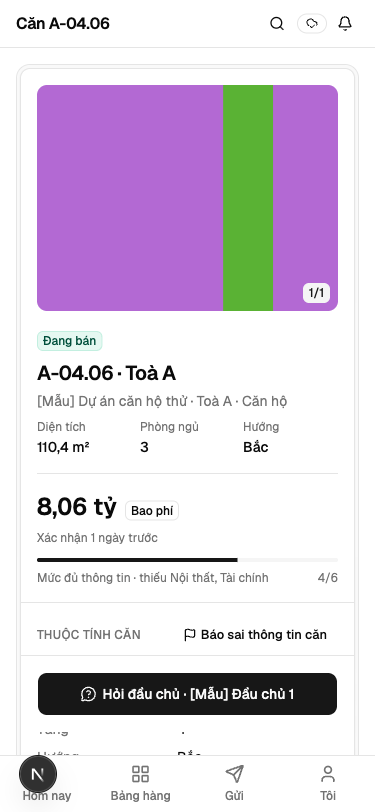 Căn A-04.06
1/1
Đang bán
A-04.06 · Toà A
[Mẫu] Dự án căn hộ thử · Toà A · Căn hộ
Diện tích Phòng ngủ Hướng
110,4 m² 3 Bắc
8,06 tỷ Bao phí
Xác nhận 1 ngày trước
Mức đủ thông tin · thiếu Nội thất, Tài chính 4/6
THUỘC TÍNH CĂN Báo sai thông tin căn
Hỏi đầu chủ · [Mẫu] Đầu chủ 1
N
Hôm nay Bảng hàng Gửi Tôi